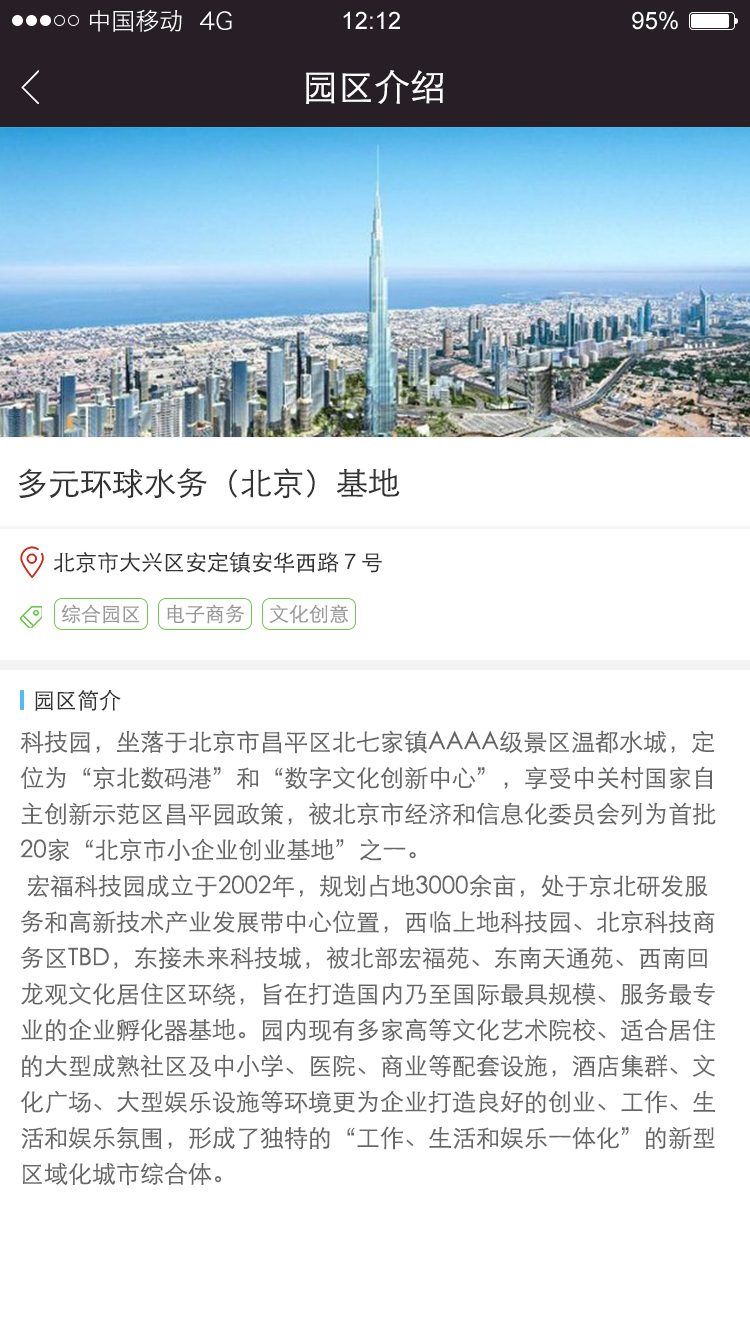 中国移动 4G 12:12 95%
园区介绍
多元环球水务（北京）基地
北京市大兴区安定镇安华西路7号
综合园区 电子商务 文化创意
园区简介
科技园，坐落于北京市昌平区北七家镇AAAA级景区温都水城，定
位为“京北数码港”和“数字文化创新中心”，享受中关村国家自
主创新示范区昌平园政策，被北京市经济和信息化委员会列为首批
20家“北京市小企业创业基地”之一。
宏福科技园成立于2002年，规划占地3000余亩，处于京北研发服
务和高新技术产业发展带中心位置，西临上地科技园、北京科技商
务区TBD，东接未来科技城，被北部宏福苑、东南天通苑、西南回
龙观文化居住区环绕，旨在打造国内乃至国际最具规模、服务最专
业的企业孵化器基地。园内现有多家高等文化艺术院校、适合居住
的大型成熟社区及中小学、医院、商业等配套设施，酒店集群、文
化广场、大型娱乐设施等环境更为企业打造良好的创业、工作、生
活和娱乐氛围，形成了独特的“工作、生活和娱乐一体化”的新型
区域化城市综合体。